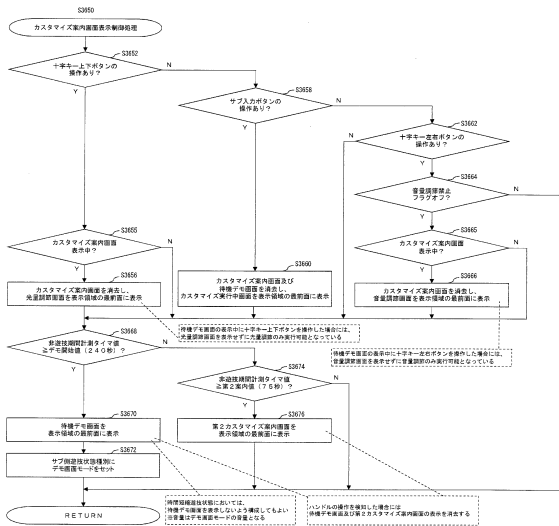 S3650
カスタマイズ案内画面表示制御処理
S3652
十字キー上下ボタンの
操作あり?
N
Y
S3658
サブ入力ボタンの
操作あり?
N
Y
S3662
十字キー左右ボタンの
操作あり?
N
Y
S3664
音量調節禁止
フラグオフ?
N
Y
S3655
カスタマイズ案内画面
表示中?
N
Y
S3665
カスタマイズ案内画面
表示中?
N
Y
S3656
カスタマイズ案内画面を消去し、
光量調節画面を表示領域の最前面に表示
S3660
カスタマイズ案内画面及び
待機デモ画面を消去し、
カスタマイズ実行中画面を表示領域の最前面に表示
S3666
カスタマイズ案内画面を消去し、
音量調節画面を表示領域の最前面に表示
待機デモ画面の表示中に十字キー上下ボタンを操作した場合には、
光量調節画面を表示せずに光量調節のみ実行可能となっている
待機デモ画面の表示中に十字キー左右ボタンを操作した場合には、
音量調節画面を表示せずに音量調節のみ実行可能となっている
S3668
非遊技期間計測タイマ値
≧デモ開始値(240秒)?
N
Y
S3674
非遊技期間計測タイマ値
≧第2案内値(75秒)?
N
Y
S3670
待機デモ画面を
表示領域の最前面に表示
S3676
第2カスタマイズ案内画面を
表示領域の最前面に表示
S3672
サブ側遊技状態種別に
デモ画面モードをセット
時間短縮遊技状態においては、
待機デモ画面を表示しないよう構成してもよい
※音量はデモ画面モードの音量となる
ハンドルの操作を検知した場合には
待機デモ画面及び第2カスタマイズ案内画面の表示を消去する
RETURN